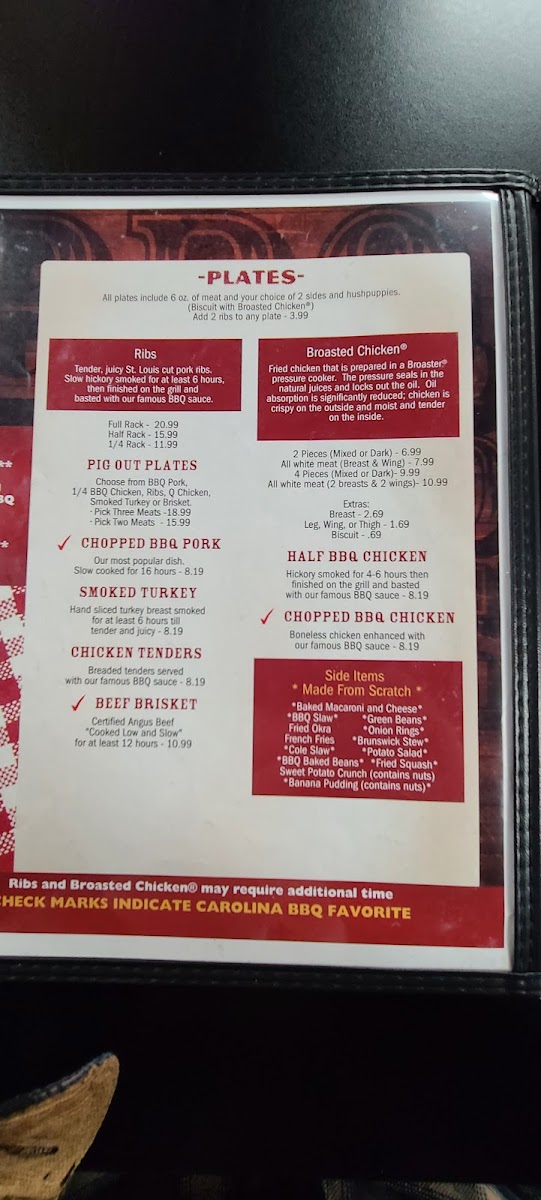 -PLATES-
All plates include 6 oz. of meat and your choice of 2 sides and hushpuppies.
(Biscuit with Broasted Chicken®)
Add 2 ribs to any plate - 3.99
Ribs
Tender, juicy St. Louis cut pork ribs.
Slow hickory smoked for at least 6 hours,
then finished on the grill and
basted with our famous BBQ sauce.
Full Rack - 20.99
Half Rack - 15.99
1/4 Rack - 11.99
PIG OUT PLATES
Choose from BBQ Pork,
1/4 BBQ Chicken, Ribs, Q Chicken,
Smoked Turkey or Brisket.
· Pick Three Meats -18.99
· Pick Two Meats - 15.99
✓ CHOPPED BBQ PORK
Our most popular dish.
Slow cooked for 16 hours - 8.19
SMOKED TURKEY
Hand sliced turkey breast smoked
for at least 6 hours till
tender and juicy - 8.19
CHICKEN TENDERS
Breaded tenders served
with our famous BBQ sauce - 8.19
✓ BEEF BRISKET
Certified Angus Beef
"Cooked Low and Slow"
for at least 12 hours - 10.99
Broasted Chicken®
Fried chicken that is prepared in a Broaster®
pressure cooker. The pressure seals in the
natural juices and locks out the oil. Oil
absorption is significantly reduced; chicken is
crispy on the outside and moist and tender
on the inside.
2 Pieces (Mixed or Dark) - 6.99
All white meat (Breast & Wing) - 7.99
4 Pieces (Mixed or Dark)- 9.99
All white meat (2 breasts & 2 wings)- 10.99
Extras:
Breast - 2.69
Leg, Wing, or Thigh - 1.69
Biscuit - .69
HALF BBQ CHICKEN
Hickory smoked for 4-6 hours then
finished on the grill and basted
with our famous BBQ sauce - 8.19
✓ CHOPPED BBQ CHICKEN
Boneless chicken enhanced with
our famous BBQ sauce - 8.19
Side Items
* Made From Scratch *
*Baked Macaroni and Cheese*
*BBQ Slaw* *Green Beans*
Fried Okra *Onion Rings*
French Fries *Brunswick Stew*
*Cole Slaw* *Potato Salad*
*BBQ Baked Beans* *Fried Squash*
Sweet Potato Crunch (contains nuts)
*Banana Pudding (contains nuts)*
Ribs and Broasted Chicken® may require additional time
CHECK MARKS INDICATE CAROLINA BBQ FAVORITE